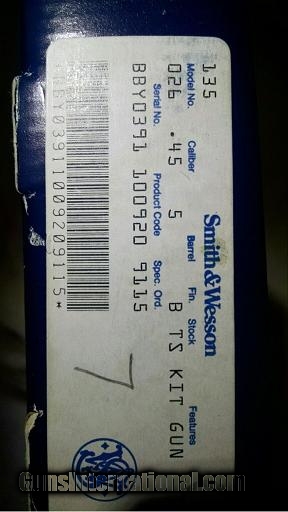 135 Smith&Wesson
Model No. Caliber Barrel Fin. Stock Features
026 .45 5 B TS KIT GUN
Serial No. Product Code Spec. Ord.
BBY0391 100920 9115
*BBY03911009209115*
7
GunsInternational.com